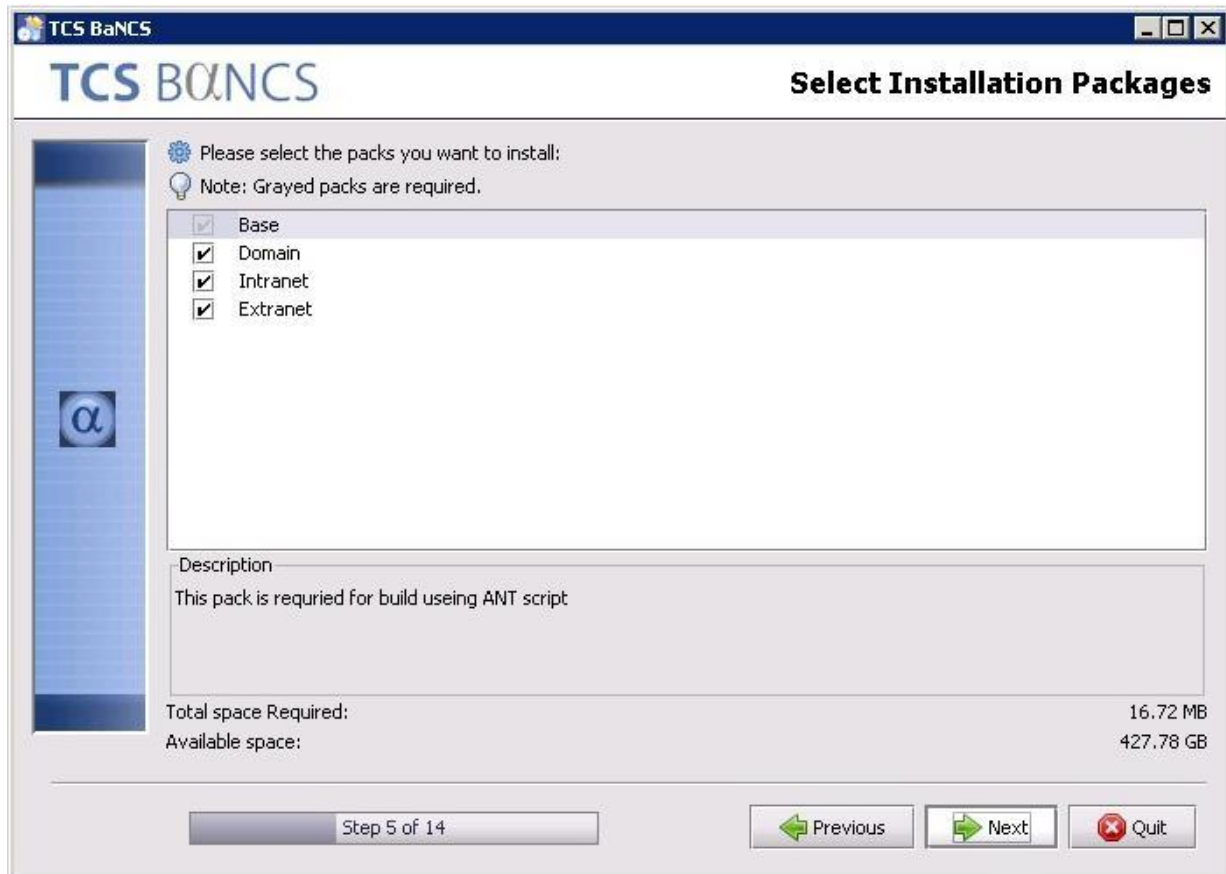 TCS BaNCS
TCS BαNCS
Select Installation Packages
Please select the packs you want to install:
Note: Grayed packs are required.
Base
Domain
Intranet
Extranet
α
Description
This pack is requried for build useing ANT script
Total space Required: 16.72 MB
Available space: 427.78 GB
Step 5 of 14
Previous
Next
Quit